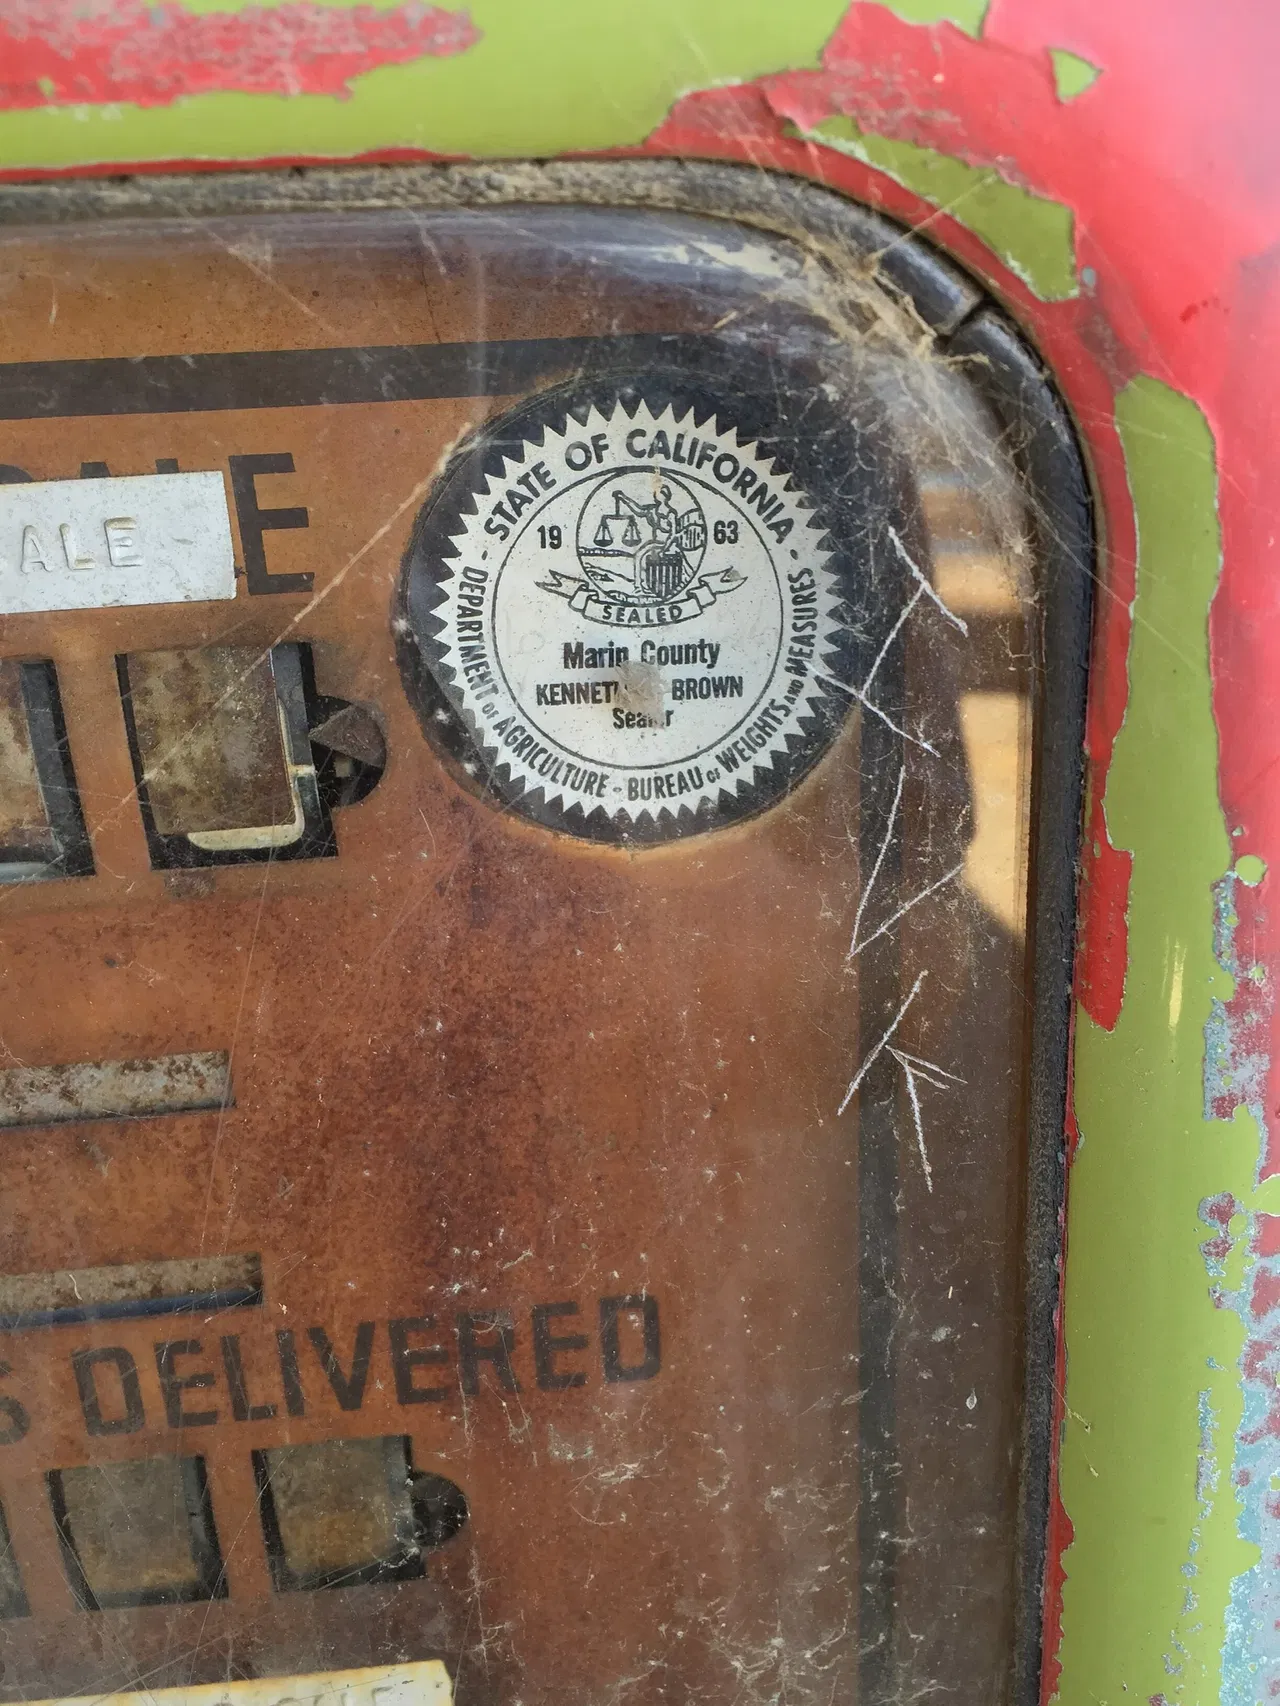 ALE
ALE
STATE OF CALIFORNIA
19 63
SEALED
Marin County
BROWN
DEPARTMENT OF AGRICULTURE - BUREAU OF WEIGHTS AND MEASURES
S DELIVERED